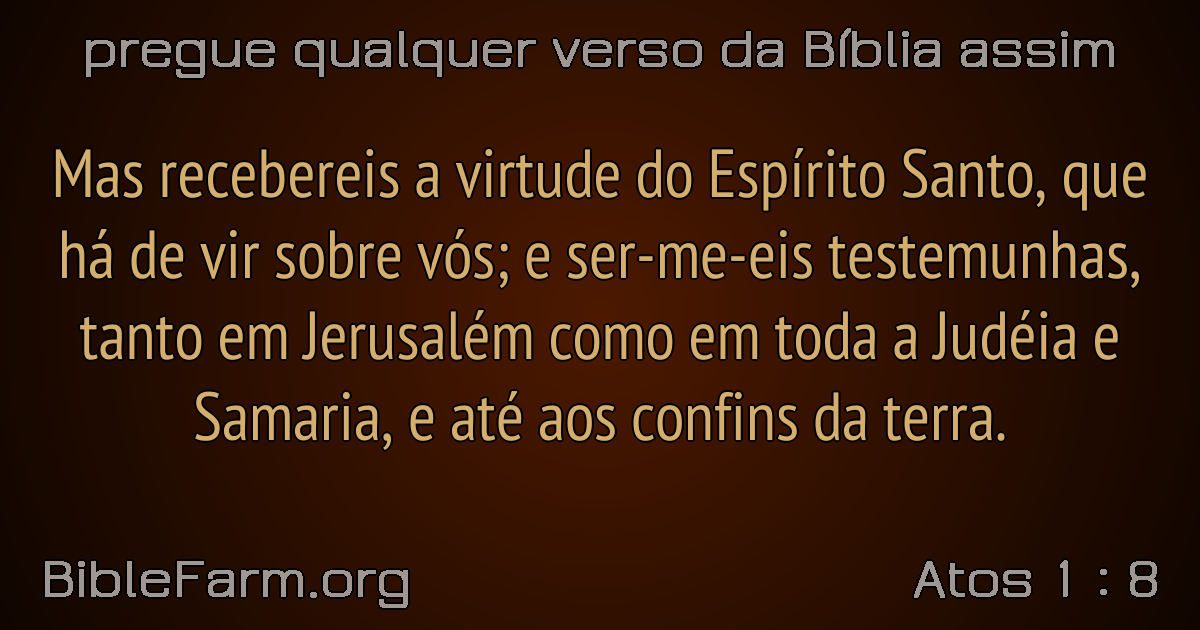 pregue qualquer verso da Bíblia assim
Mas recebereis a virtude do Espírito Santo, que
há de vir sobre vós; e ser-me-eis testemunhas,
tanto em Jerusalém como em toda a Judéia e
Samaria, e até aos confins da terra.
BibleFarm.org
Atos 1 : 8